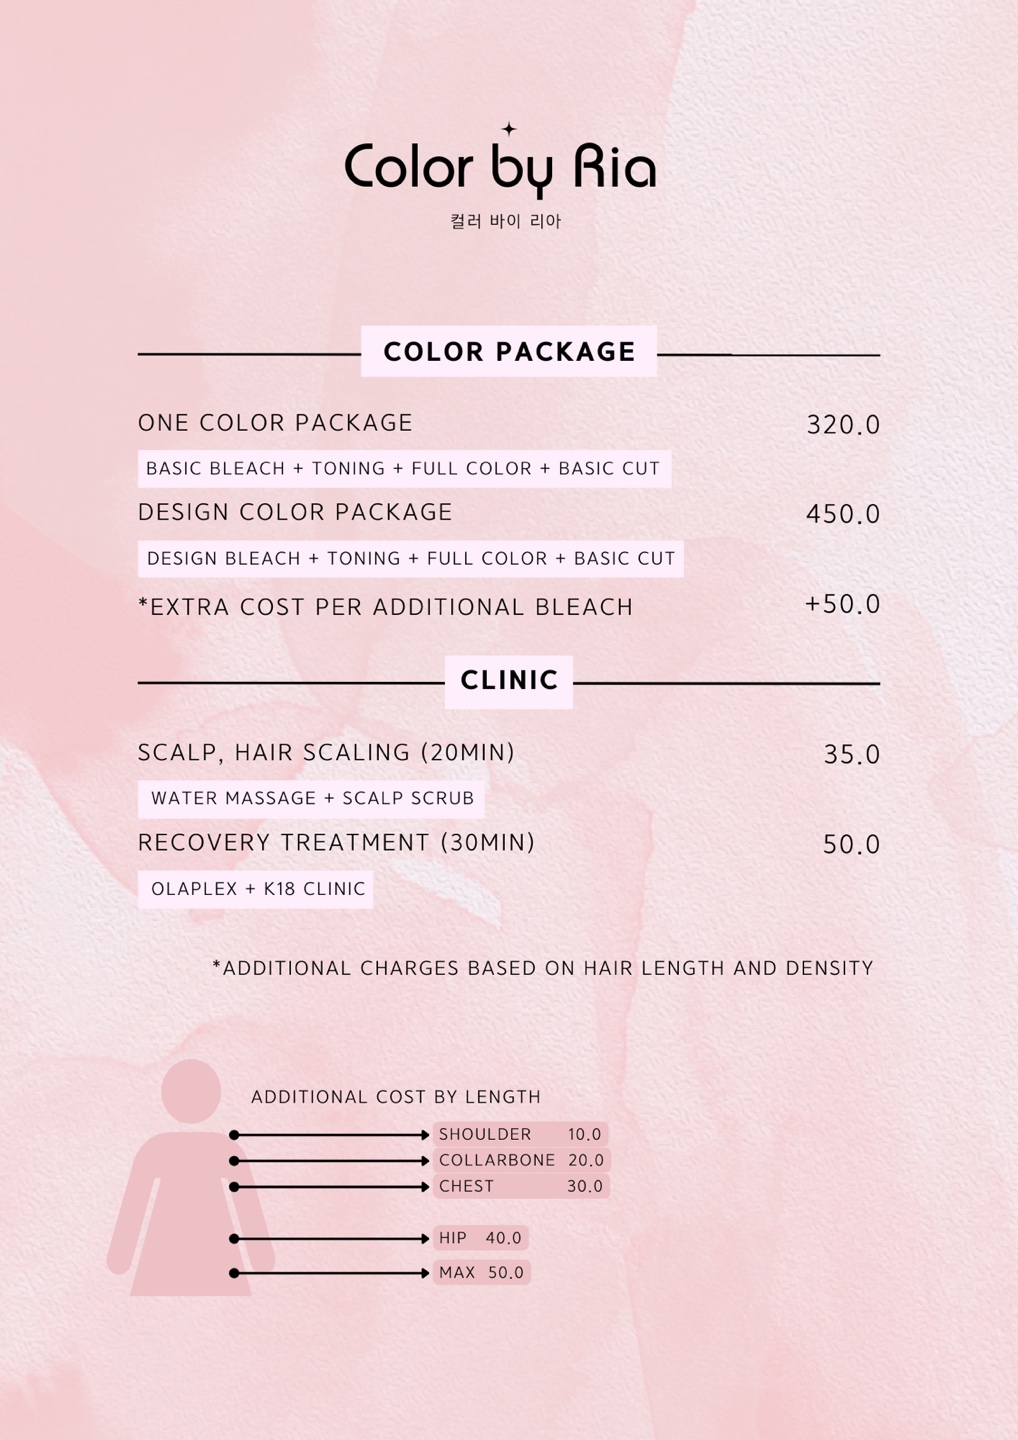 Color by Ria
컬러 바이 리아
COLOR PACKAGE
ONE COLOR PACKAGE 320.0
BASIC BLEACH + TONING + FULL COLOR + BASIC CUT
DESIGN COLOR PACKAGE 450.0
DESIGN BLEACH + TONING + FULL COLOR + BASIC CUT
*EXTRA COST PER ADDITIONAL BLEACH +50.0
CLINIC
SCALP, HAIR SCALING (20MIN) 35.0
WATER MASSAGE + SCALP SCRUB
RECOVERY TREATMENT (30MIN) 50.0
OLAPLEX + K18 CLINIC
*ADDITIONAL CHARGES BASED ON HAIR LENGTH AND DENSITY
ADDITIONAL COST BY LENGTH
SHOULDER 10.0
COLLARBONE 20.0
CHEST 30.0
HIP 40.0
MAX 50.0